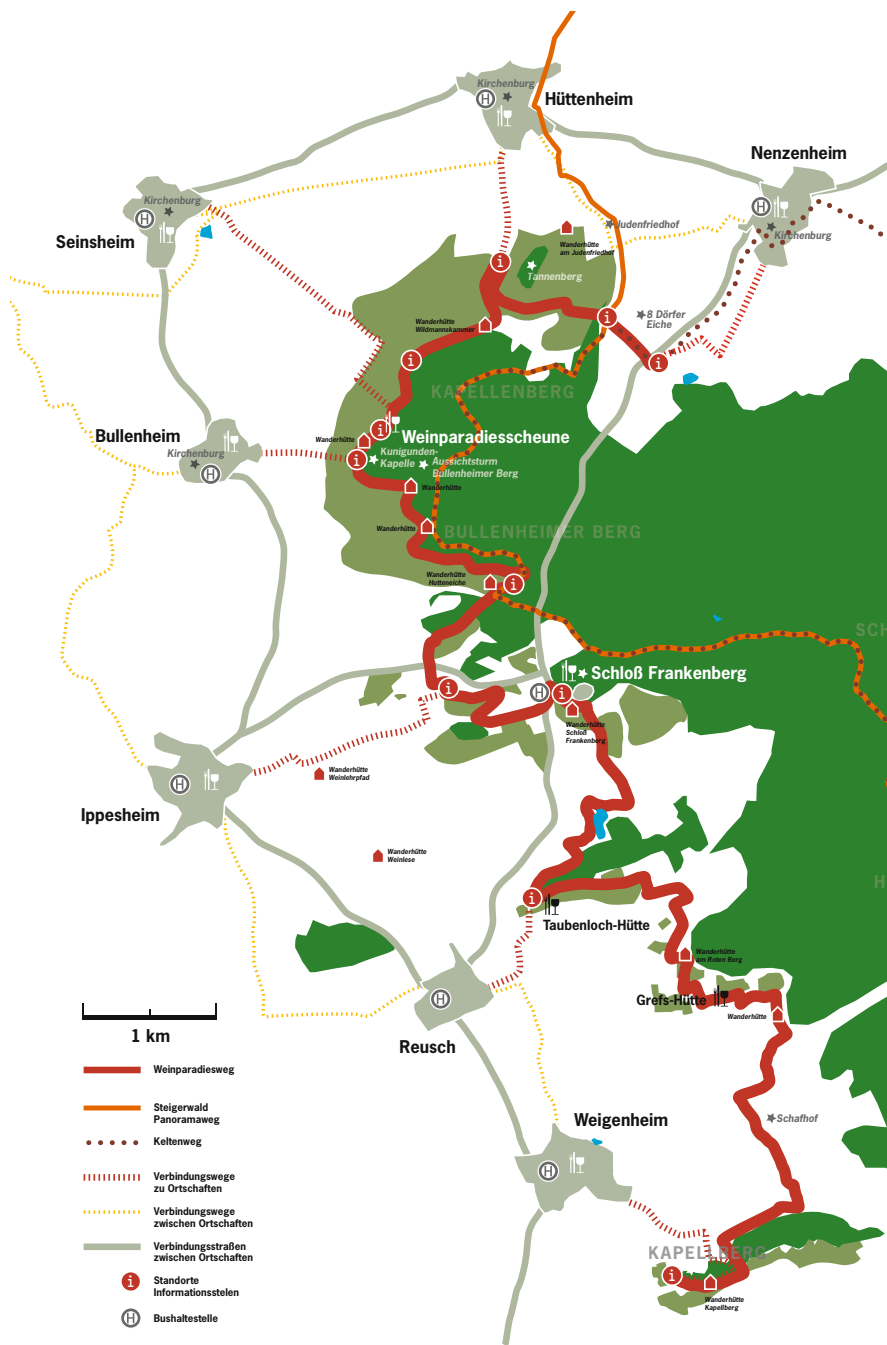 Kirchenburg
H
Hüttenheim
Nenzenheim
Kirchenburg
H
Seinsheim
H
Kirchenburg
Judenfriedhof
Wanderhütte
am Judenfriedhof
i
Tannenberg
8 Dörfer
Eiche
Wanderhütte
Wildmannskammer
i
i
i
KAPELLENBERG
Bullenheim
Kirchenburg
H
Wanderhütte
i
Weinparadiesscheune
i
Kunigunden-
Kapelle
Aussichtsturm
Bullenheimer Berg
Wanderhütte
Wanderhütte
BULLENHEIMER BERG
Wanderhütte
Hutteneiche
i
SCH
Schloß Frankenberg
i
H
i
Wanderhütte
Schloß
Frankenberg
H
Ippesheim
Wanderhütte
Weinlehrpfad
Wanderhütte
Weinlese
H
i
Taubenloch-Hütte
Wanderhütte
am Roten Berg
Grefs-Hütte
Wanderhütte
H
Reusch
1 km
Weinparadiesweg
Steigerwald
Panoramaweg
Keltenweg
Verbindungswege
zu Ortschaften
Verbindungswege
zwischen Ortschaften
Verbindungsstraßen
zwischen Ortschaften
i
Standorte
Informationsstelen
H
Bushaltestelle
Weigenheim
H
Schafhof
KAPELLBERG
i
Wanderhütte
Kapellberg